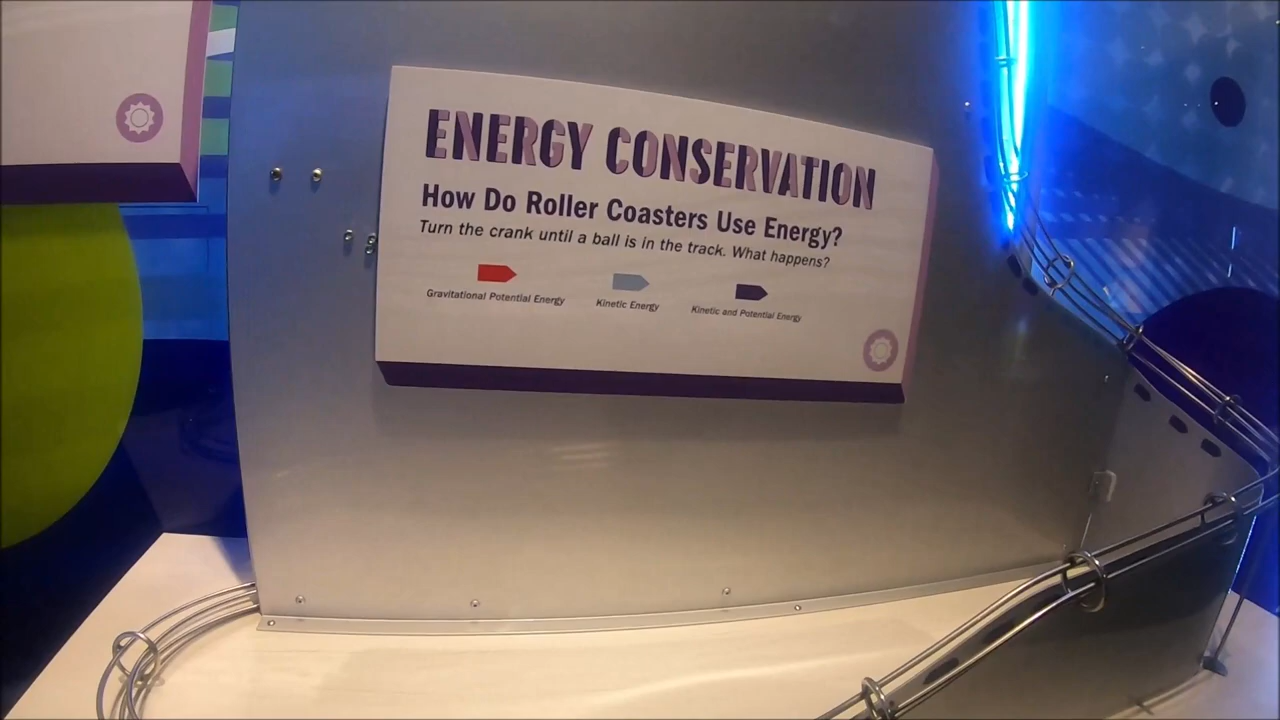 ENERGY CONSERVATION
How Do Roller Coasters Use Energy?
Turn the crank until a ball is in the track. What happens?
Gravitational Potential Energy
Kinetic Energy
Kinetic and Potential Energy